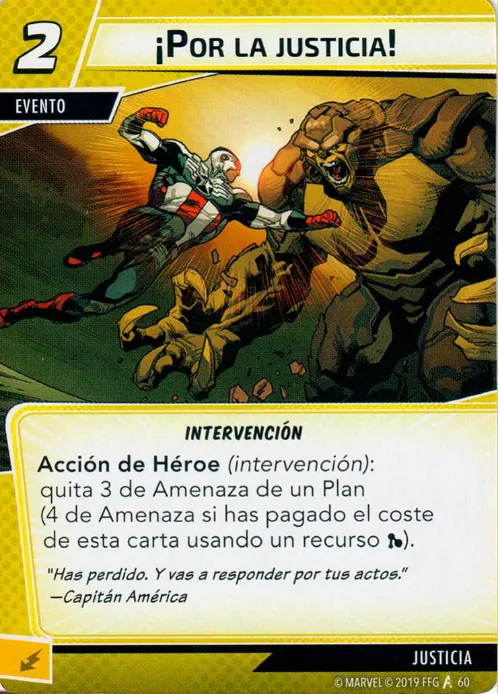 2
¡POR LA JUSTICIA!
EVENTO
INTERVENCIÓN
Acción de Héroe (intervención):
quita 3 de Amenaza de un Plan
(4 de Amenaza si has pagado el coste
de esta carta usando un recurso ).
"Has perdido. Y vas a responder por tus actos."
—Capitán América
JUSTICIA
© MARVEL © 2019 FFG 60